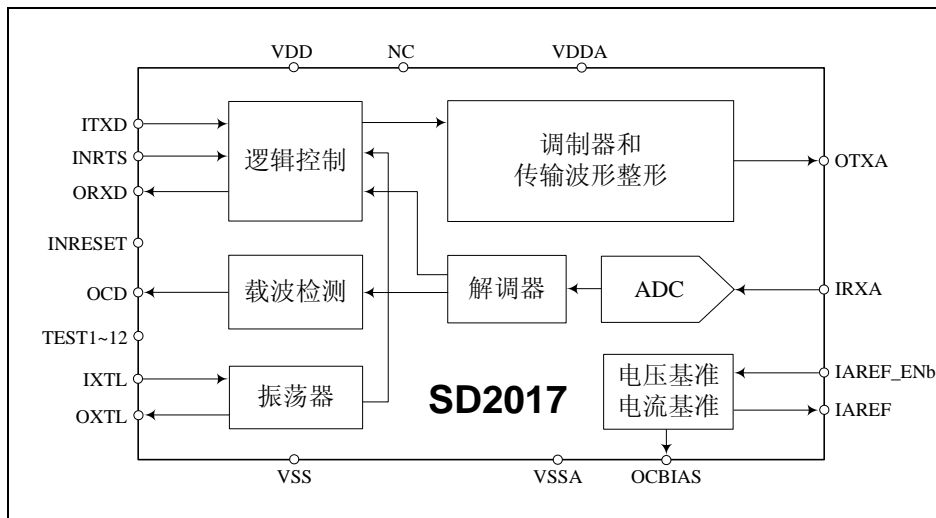 VDD
NC
VDDA
ITXD
INRTS
ORXD
INRESET
OCD
TEST1~12
IXTL
OXTL
逻辑控制
调制器和
传输波形整形
载波检测
解调器
ADC
振荡器
SD2017
电压基准
电流基准
OTXA
IRXA
IAREF_ENb
IAREF
VSS
VSSA
OCBIAS